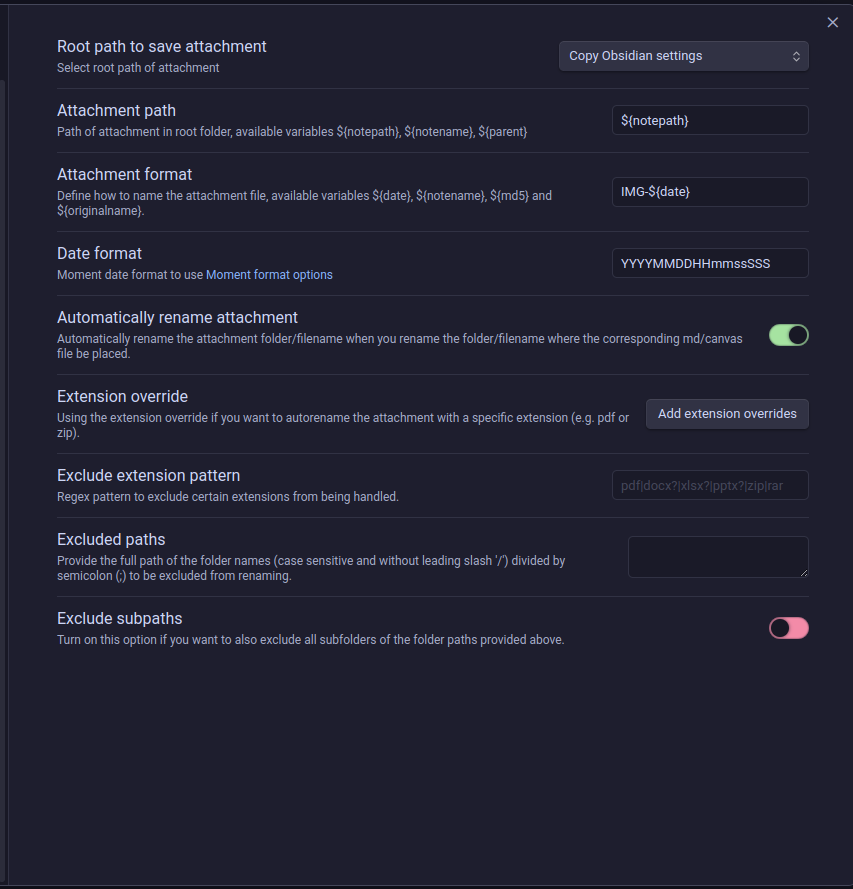 Root path to save attachment
Select root path of attachment
Copy Obsidian settings
Attachment path
Path of attachment in root folder, available variables ${notepath}, ${notename}, ${parent}
${notepath}
Attachment format
Define how to name the attachment file, available variables ${date}, ${notename}, ${md5} and
${originalname}.
IMG-${date}
Date format
Moment date format to use Moment format options
YYYYMMDDHHmmssSSS
Automatically rename attachment
Automatically rename the attachment folder/filename when you rename the folder/filename where the corresponding md/canvas
file be placed.
Extension override
Using the extension override if you want to autorename the attachment with a specific extension (e.g. pdf or
zip).
Add extension overrides
Exclude extension pattern
Regex pattern to exclude certain extensions from being handled.
pdf|docx?|xlsx?|pptx?|zip|rar
Excluded paths
Provide the full path of the folder names (case sensitive and without leading slash '/') divided by
semicolon (;) to be excluded from renaming.
Exclude subpaths
Turn on this option if you want to also exclude all subfolders of the folder paths provided above.